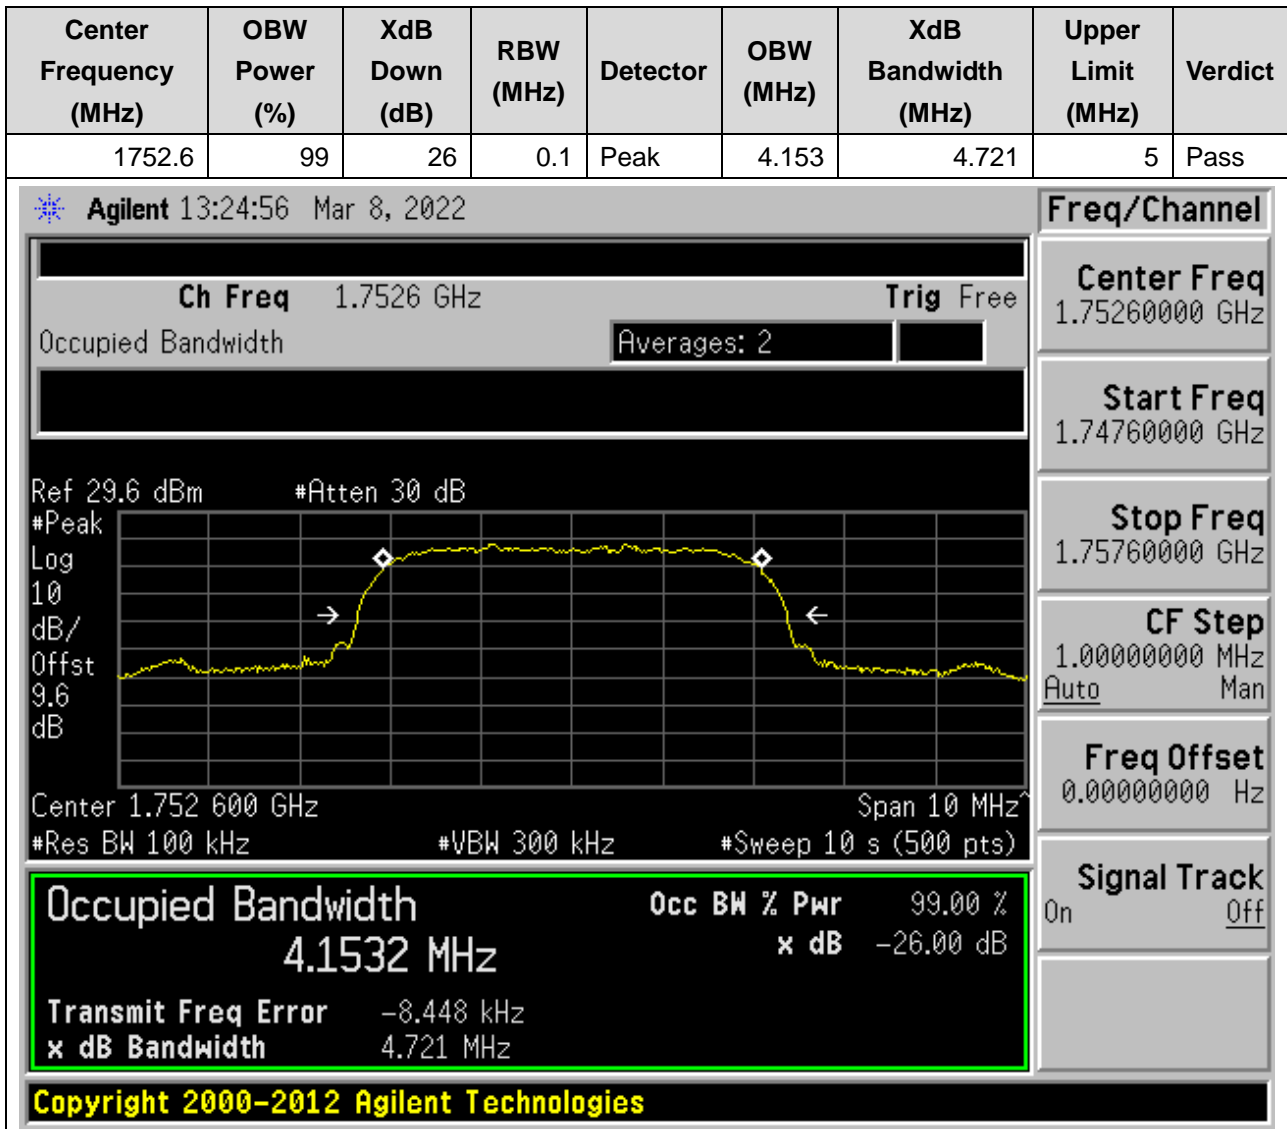 Center Frequency (MHz) OBW Power (%) XdB Down (dB) RBW (MHz) Detector OBW (MHz) XdB Bandwidth (MHz) Upper Limit (MHz) Verdict
1752.6 99 26 0.1 Peak 4.153 4.721 5 Pass
Agilent 13:24:56 Mar 8, 2022
Freq/Channel
Ch Freq 1.7526 GHz Trig Free
Occupied Bandwidth Averages: 2
Center Freq
1.75260000 GHz
Start Freq
1.74760000 GHz
Stop Freq
1.75760000 GHz
CF Step
1.00000000 MHz
Auto Man
Freq Offset
0.00000000 Hz
Signal Track
On Off
Ref 29.6 dBm #Atten 30 dB
#Peak
Log
10
dB/
Offst
9.6
dB
Center 1.752 600 GHz Span 10 MHz^
#Res BW 100 kHz #VBW 300 kHz #Sweep 10 s (500 pts)
Occupied Bandwidth
4.1532 MHz
Occ BW % Pwr 99.00 %
x dB -26.00 dB
Transmit Freq Error -8.448 kHz
x dB Bandwidth 4.721 MHz
Copyright 2000-2012 Agilent Technologies